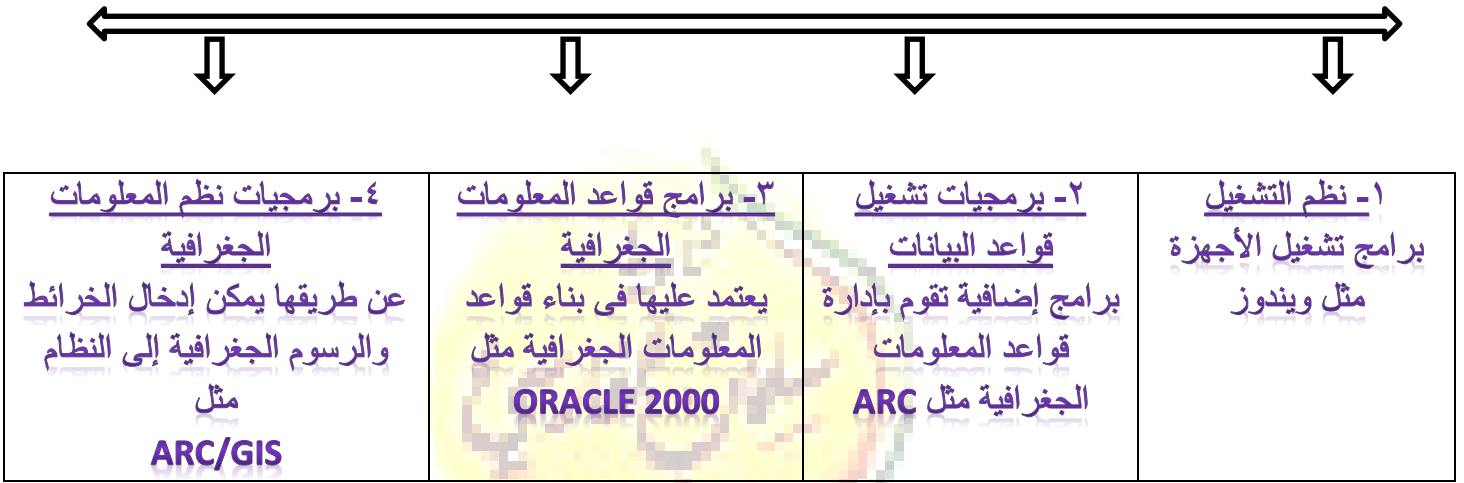 ١- نظم التشغيل
برامج تشغيل الأجهزة
مثل ويندوز
٢- برمجيات تشغيل
قواعد البيانات
برامج إضافية تقوم بإدارة
قواعد المعلومات
الجغرافية مثل ARC
٣- برامج قواعد المعلومات
الجغرافية
يعتمد عليها فى بناء قواعد
المعلومات الجغرافية مثل
ORACLE 2000
٤- برمجيات نظم المعلومات
الجغرافية
عن طريقها يمكن إدخال الخرائط
والرسوم الجغرافية إلى النظام
مثل
ARC/GIS